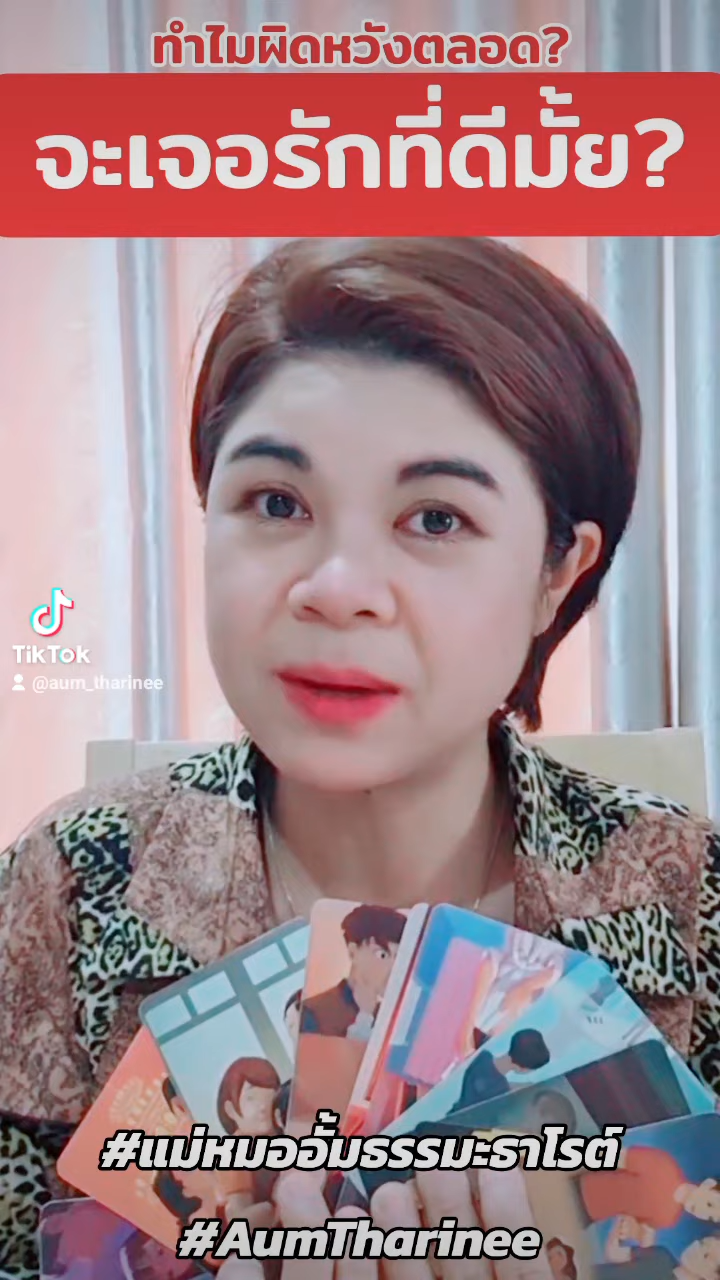 ทำไมผิดหวังตลอด?
จะเจอรักที่ดีมั้ย?
TikTok
@aum_tharinee
#แม่หมออั้มธรรมะธาโรต์
#AumTharinee